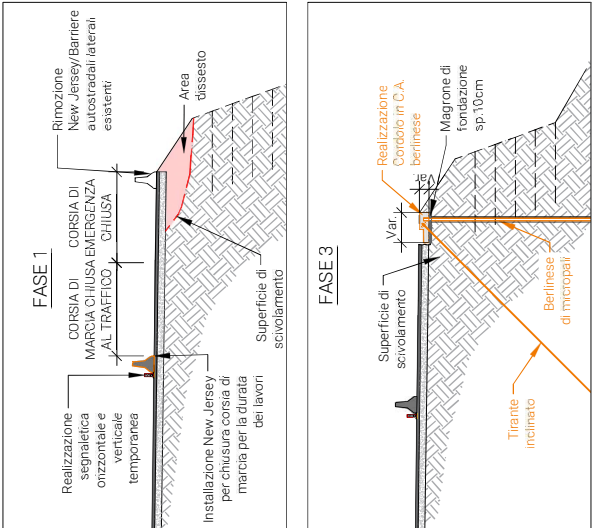 FASE 1
CORSIA DI
MARCIA CHIUSA
AL TRAFFICO
CORSIA DI
EMERGENZA
CHIUSA
Rimozione
New Jersey/Barriere
autostradali laterali
esistenti
Area
dissesto
Realizzazione
segnaletica
orizzontale e
verticale
temporanea
Installazione New Jersey
per chiusura corsia di
marcia per la durata
dei lavori
Superficie di
scivolamento
FASE 3
Superficie di
scivolamento
Var.
Var.
Realizzazione
Cordolo in C.A.
berlinese
Magrone di
fondazione
sp.10cm
Tirante
inclinato
Berlinese
di micropali